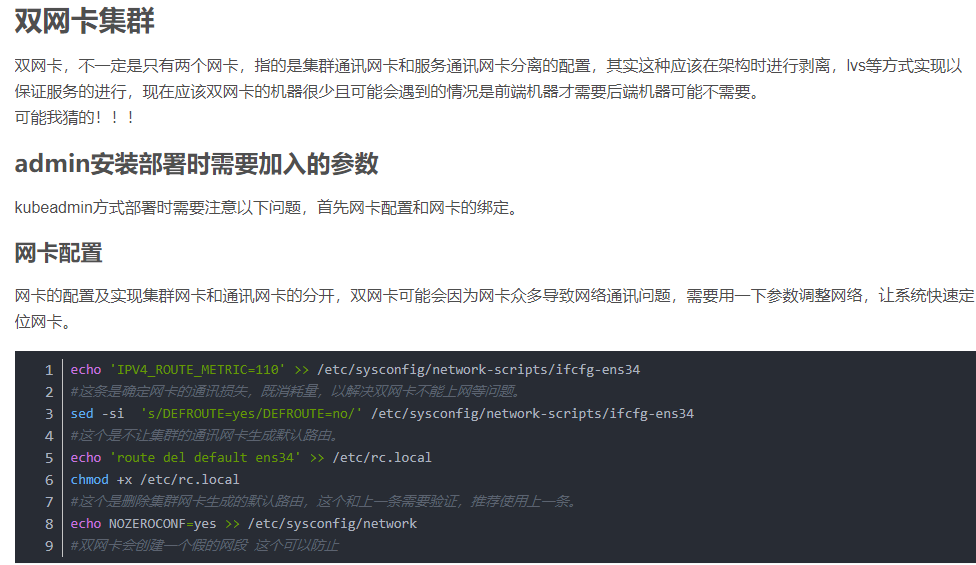 双网卡集群
双网卡，不一定是只有两个网卡，指的是集群通讯网卡和服务通讯网卡分离的配置，其实这种应该在架构时进行剥离，lvs等方式实现以
保证服务的进行，现在应该双网卡的机器很少且可能会遇到的情况是前端机器才需要后端机器可能不需要。
可能我猜的！！！
admin安装部署时需要加入的参数
kubeadmin方式部署时需要注意以下问题，首先网卡配置和网卡的绑定。
网卡配置
网卡的配置及实现集群网卡和通讯网卡的分开，双网卡可能会因为网卡众多导致网络通讯问题，需要用一下参数调整网络，让系统快速定
位网卡。
1 echo 'IPV4_ROUTE_METRIC=110' >> /etc/sysconfig/network-scripts/ifcfg-ens34
2 #这条是确定网卡的通讯损失，既消耗量，以解决双网卡不能上网等问题。
3 sed -si  's/DEFROUTE=yes/DEFROUTE=no/' /etc/sysconfig/network-scripts/ifcfg-ens34
4 #这个是不让集群的通讯网卡生成默认路由。
5 echo 'route del default ens34' >> /etc/rc.local
6 chmod +x /etc/rc.local
7 #这个是删除集群网卡生成的默认路由，这个和上一条需要验证，推荐使用上一条。
8 echo NOZEROCONF=yes >> /etc/sysconfig/network
9 #双网卡会创建一个假的网段 这个可以防止